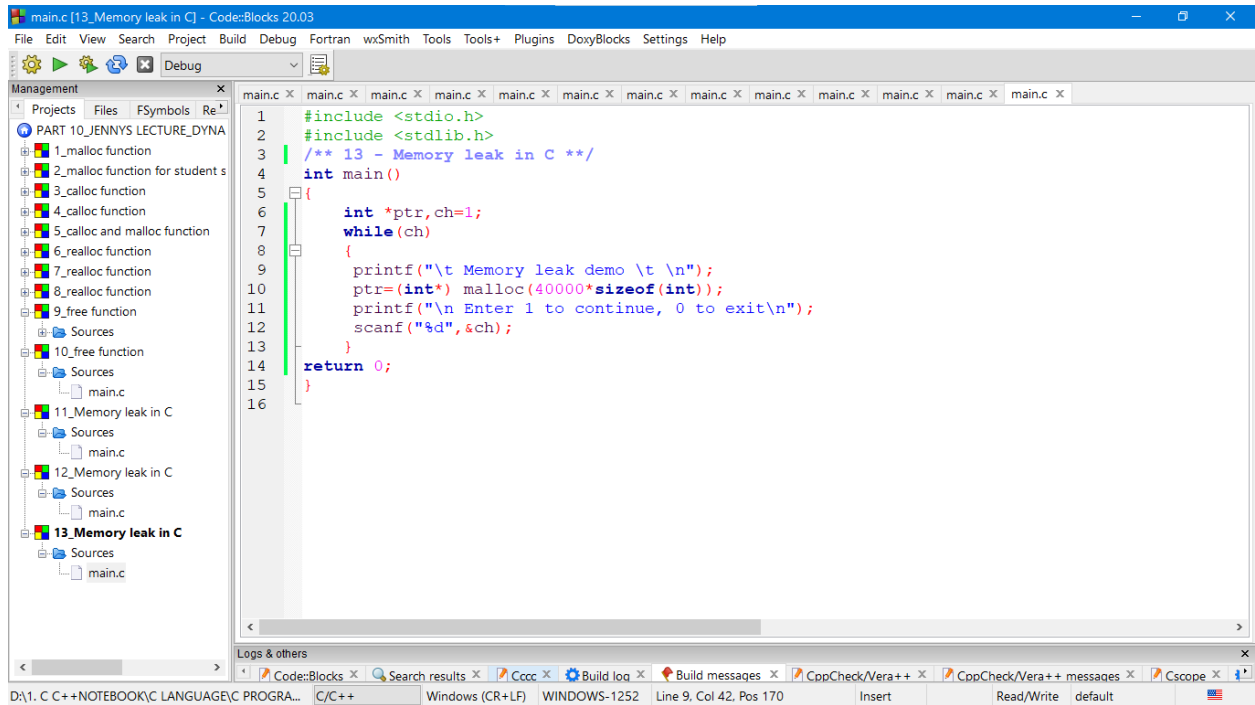 main.c [13_Memory leak in C] - Code::Blocks 20.03
File Edit View Search Project Build Debug Fortran wxSmith Tools Tools+ Plugins DoxyBlocks Settings Help
Debug
Management
Projects Files FSymbols Re
PART 10_JENNYS LECTURE_DYNA
1_malloc function
2_malloc function for student s
3_calloc function
4_calloc function
5_calloc and malloc function
6_realloc function
7_realloc function
8_realloc function
9_free function
Sources
10_free function
Sources
main.c
11_Memory leak in C
Sources
main.c
12_Memory leak in C
Sources
main.c
13_Memory leak in C
Sources
main.c
main.c main.c main.c main.c main.c main.c main.c main.c main.c main.c main.c main.c main.c
1 #include <stdio.h>
2 #include <stdlib.h>
3 /** 13 - Memory leak in C **/
4 int main()
5 {
6 int *ptr,ch=1;
7 while(ch)
8 {
9 printf("\t Memory leak demo \t \n");
10 ptr=(int*) malloc(40000*sizeof(int));
11 printf("\n Enter 1 to continue, 0 to exit\n");
12 scanf("%d",&ch);
13 }
14 return 0;
15 }
16
Logs & others
Code::Blocks Search results Cccc Build log Build messages CppCheck/Vera++ CppCheck/Vera++ messages Cscope
D:\1. C C++NOTEBOOK\C LANGUAGE\C PROGRA... C/C++ Windows (CR+LF) WINDOWS-1252 Line 9, Col 42, Pos 170 Insert Read/Write default